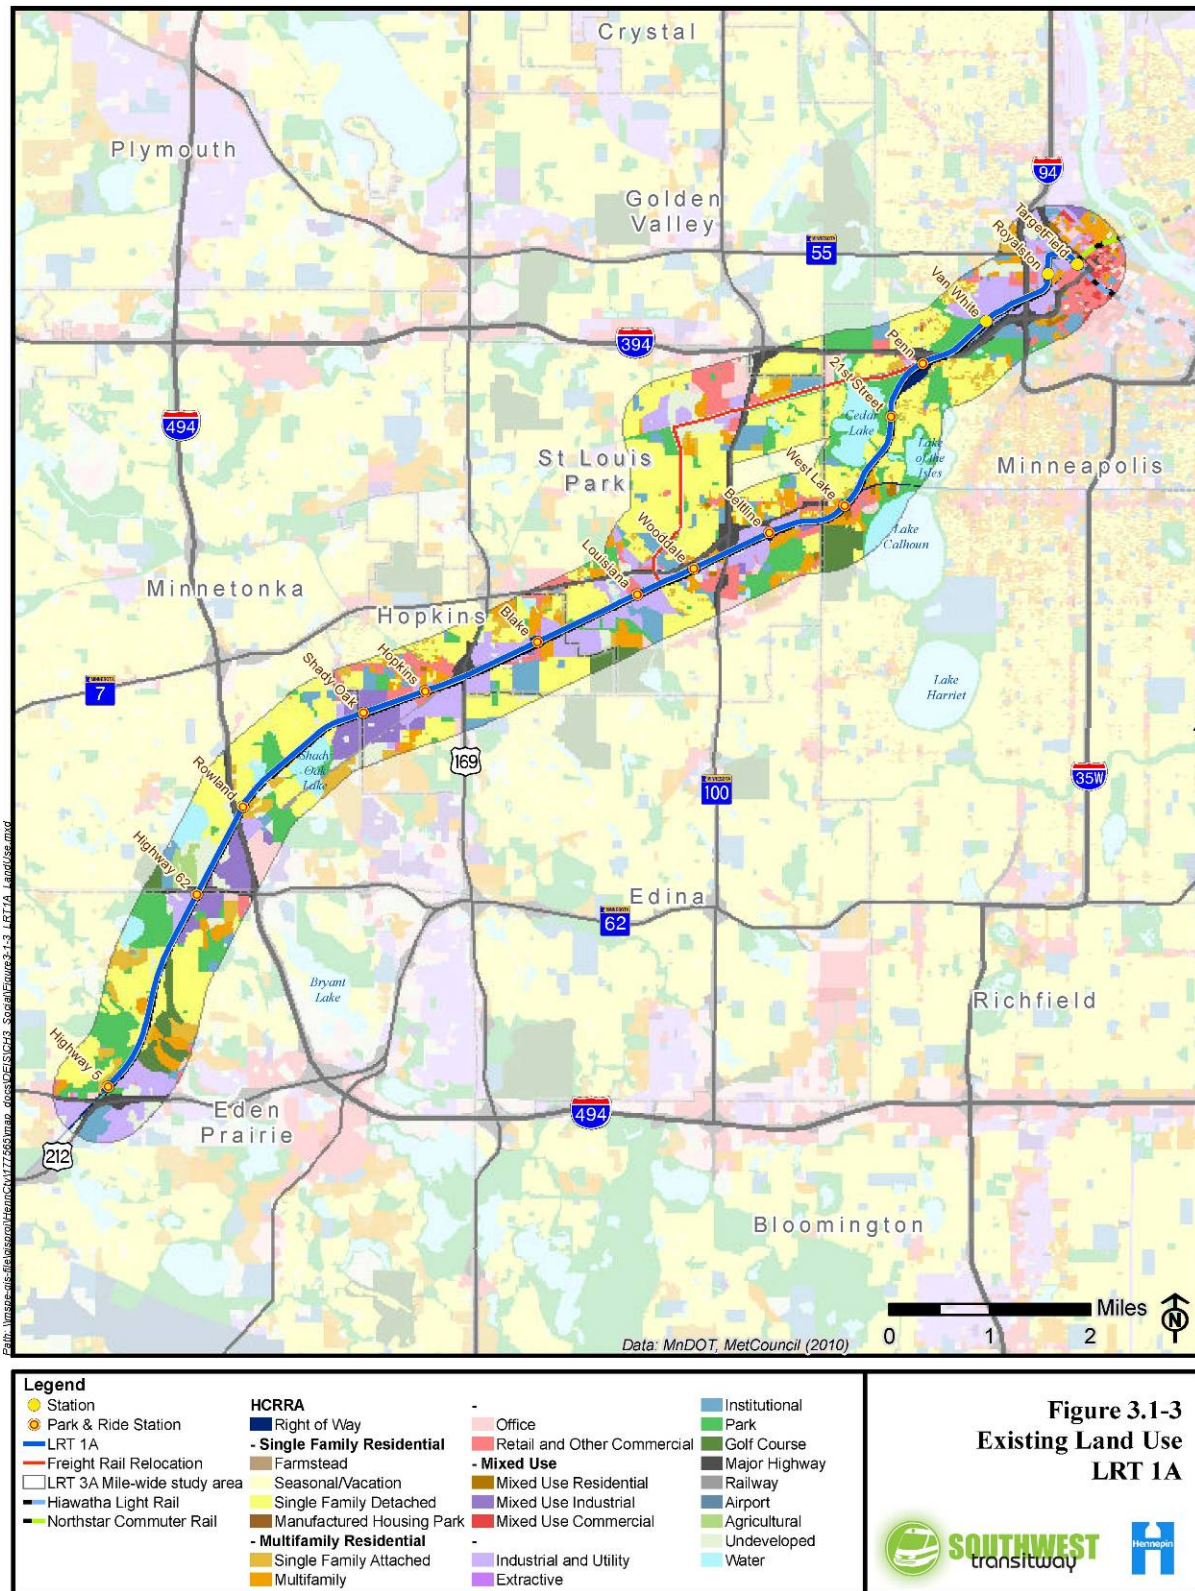 Crystal
Plymouth
Golden
Valley
94
55
Target Field
Royalston
Van White
394
Penn
21st Street
Cedar
Lake
Lake
of the
Isles
494
St Louis
Park
Minneapolis
West Lake
Beltline
Lake
Calhoun
Wooddale
Louisiana
Minnetonka
Hopkins
Blake
Hopkins
Shady Oak
7
Lake
Harriet
Shady
Oak
Lake
169
Rowland
MINNESOTA
100
35W
Highway 62
Edina
62
Bryant
Lake
Richfield
Highway 5
Eden
Prairie
494
212
Bloomington
Miles
0 1 2
N
Data: MnDOT, MetCouncil (2010)
Legend
Station
Park & Ride Station
LRT 1A
Freight Rail Relocation
LRT 3A Mile-wide study area
Hiawatha Light Rail
Northstar Commuter Rail
HCRRA
Right of Way
- Single Family Residential
Farmstead
Seasonal/Vacation
Single Family Detached
Manufactured Housing Park
- Multifamily Residential
Single Family Attached
Multifamily
-
Office
Retail and Other Commercial
- Mixed Use
Mixed Use Residential
Mixed Use Industrial
Mixed Use Commercial
-
Industrial and Utility
Extractive
Institutional
Park
Golf Course
Major Highway
Railway
Airport
Agricultural
Undeveloped
Water
Figure 3.1-3
Existing Land Use
LRT 1A
SOUTHWEST
transitway
Hennepin